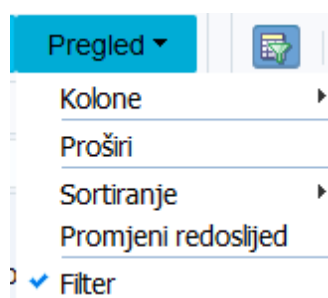 Pregled
Kolone
Proširi
Sortiranje
Promjeni redoslijed
Filter